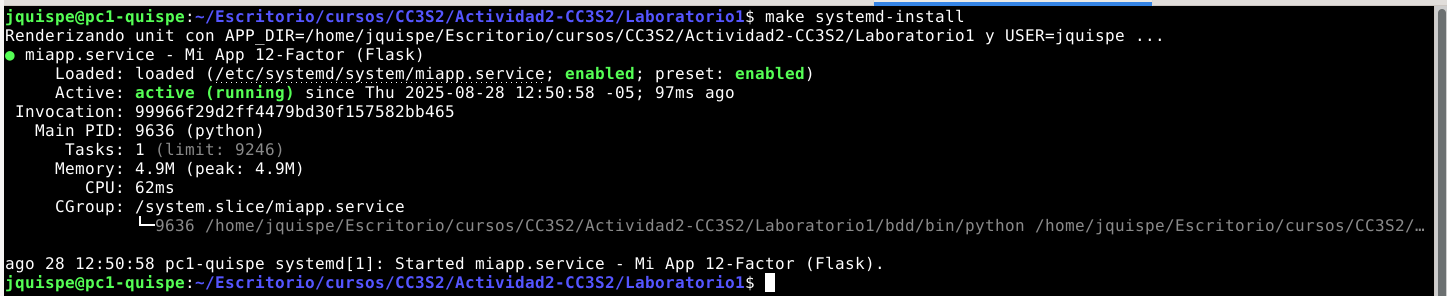 jquispe@pc1-quispe:~/Escritorio/cursos/CC3S2/Actividad2-CC3S2/Laboratorio1$ make systemd-install
Renderizando unit con APP_DIR=/home/jquispe/Escritorio/cursos/CC3S2/Actividad2-CC3S2/Laboratorio1 y USER=jquispe ...
● miapp.service - Mi App 12-Factor (Flask)
     Loaded: loaded (/etc/systemd/system/miapp.service; enabled; preset: enabled)
     Active: active (running) since Thu 2025-08-28 12:50:58 -05; 97ms ago
 Invocation: 99966f29d2ff4479bd30f157582bb465
   Main PID: 9636 (python)
      Tasks: 1 (limit: 9246)
     Memory: 4.9M (peak: 4.9M)
        CPU: 62ms
     CGroup: /system.slice/miapp.service
             └─9636 /home/jquispe/Escritorio/cursos/CC3S2/Actividad2-CC3S2/Laboratorio1/bdd/bin/python /home/jquispe/Escritorio/cursos/CC3S2/…
ago 28 12:50:58 pc1-quispe systemd[1]: Started miapp.service - Mi App 12-Factor (Flask).
jquispe@pc1-quispe:~/Escritorio/cursos/CC3S2/Actividad2-CC3S2/Laboratorio1$